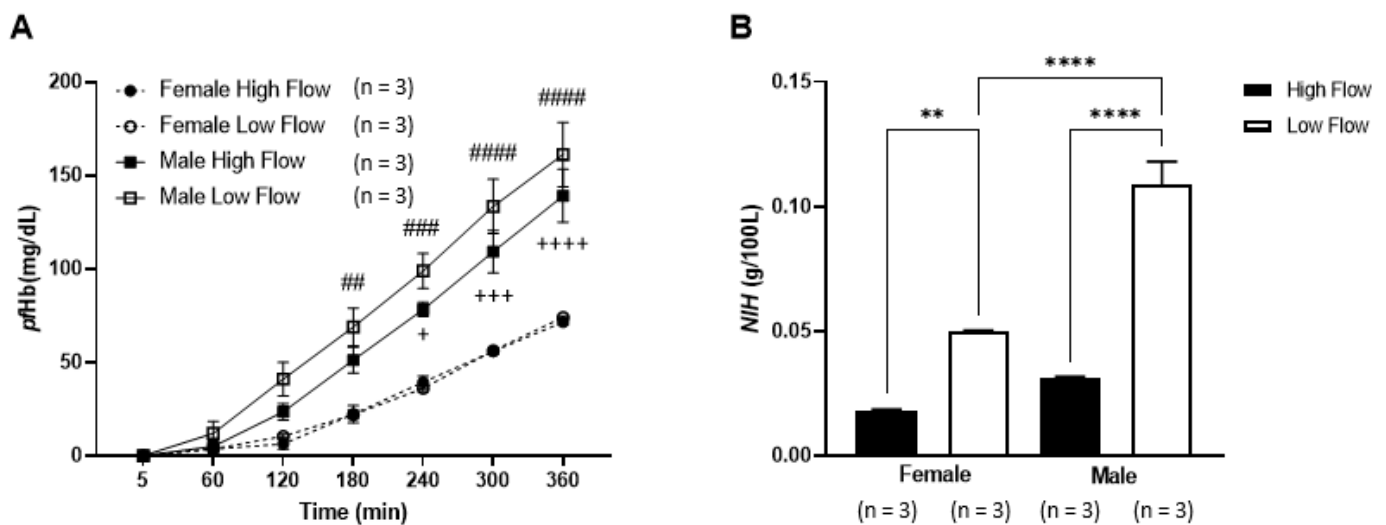 A
200
150
100
50
0
pfHb(mg/dL)
Female High Flow (n = 3)
Female Low Flow (n = 3)
Male High Flow (n = 3)
Male Low Flow (n = 3)
##
###
####
####
+
+++
++++
5 60 120 180 240 300 360
Time (min)
B
0.15
0.10
0.05
0.00
NIH (g/100L)
**
****
****
High Flow
Low Flow
Female Male
(n = 3) (n = 3) (n = 3) (n = 3)